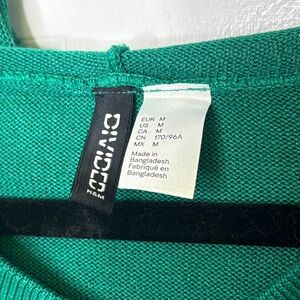 DIVIDED
H&M
EUR M
US M
CA M
CN 170/96A
MX M
Made in
Bangladesh
Fabriqué en
Bangladesh